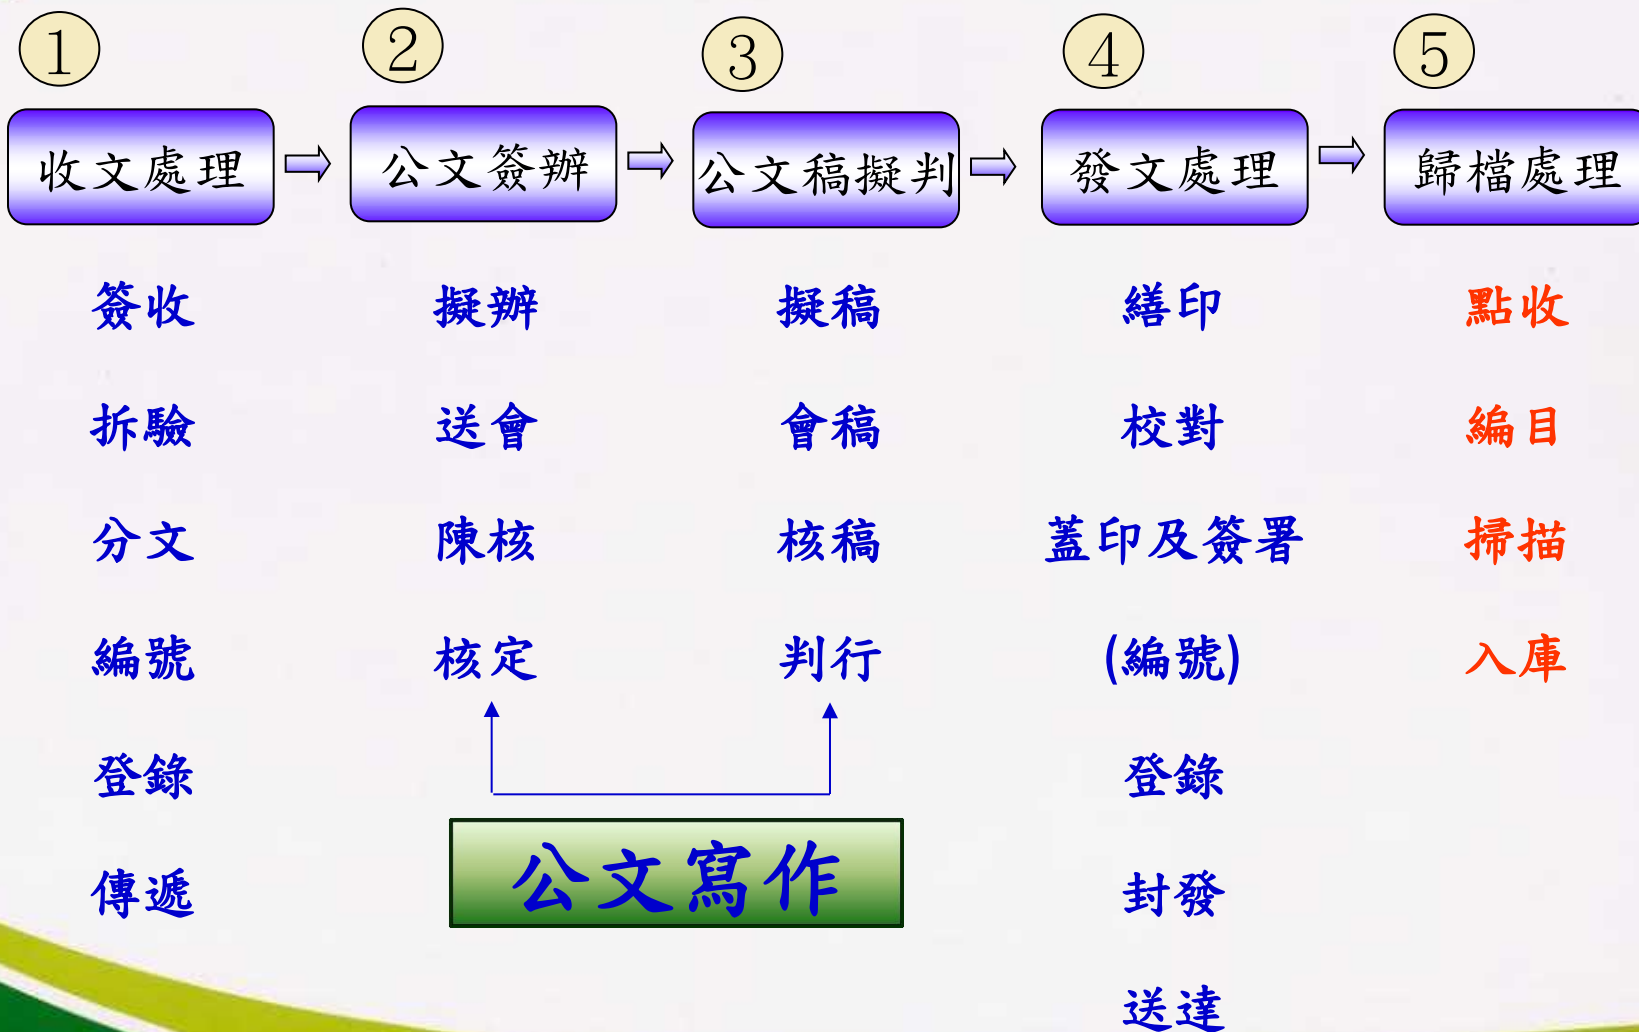 1
2
3
4
5
收文處理
公文簽辦
公文稿擬判
發文處理
歸檔處理
簽收
擬辦
擬稿
繕印
點收
拆驗
送會
會稿
校對
編目
分文
陳核
核稿
蓋印及簽署
掃描
編號
核定
判行
(編號)
入庫
登錄
登錄
公文寫作
傳遞
封發
送達